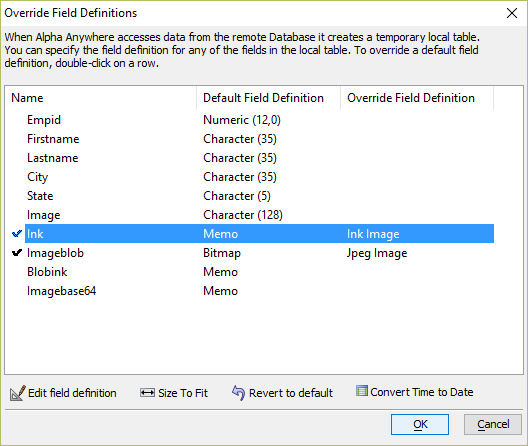 Override Field Definitions
When Alpha Anywhere accesses data from the remote Database it creates a temporary local table.
You can specify the field definition for any of the fields in the local table. To override a default field
definition, double-click on a row.
Name Default Field Definition Override Field Definition
Empid Numeric (12,0)
Firstname Character (35)
Lastname Character (35)
City Character (35)
State Character (5)
Image Character (128)
Ink Memo Ink Image
Imageblob Bitmap Jpeg Image
Blobink Memo
Imagebase64 Memo
Edit field definition Size To Fit Revert to default Convert Time to Date
OK Cancel